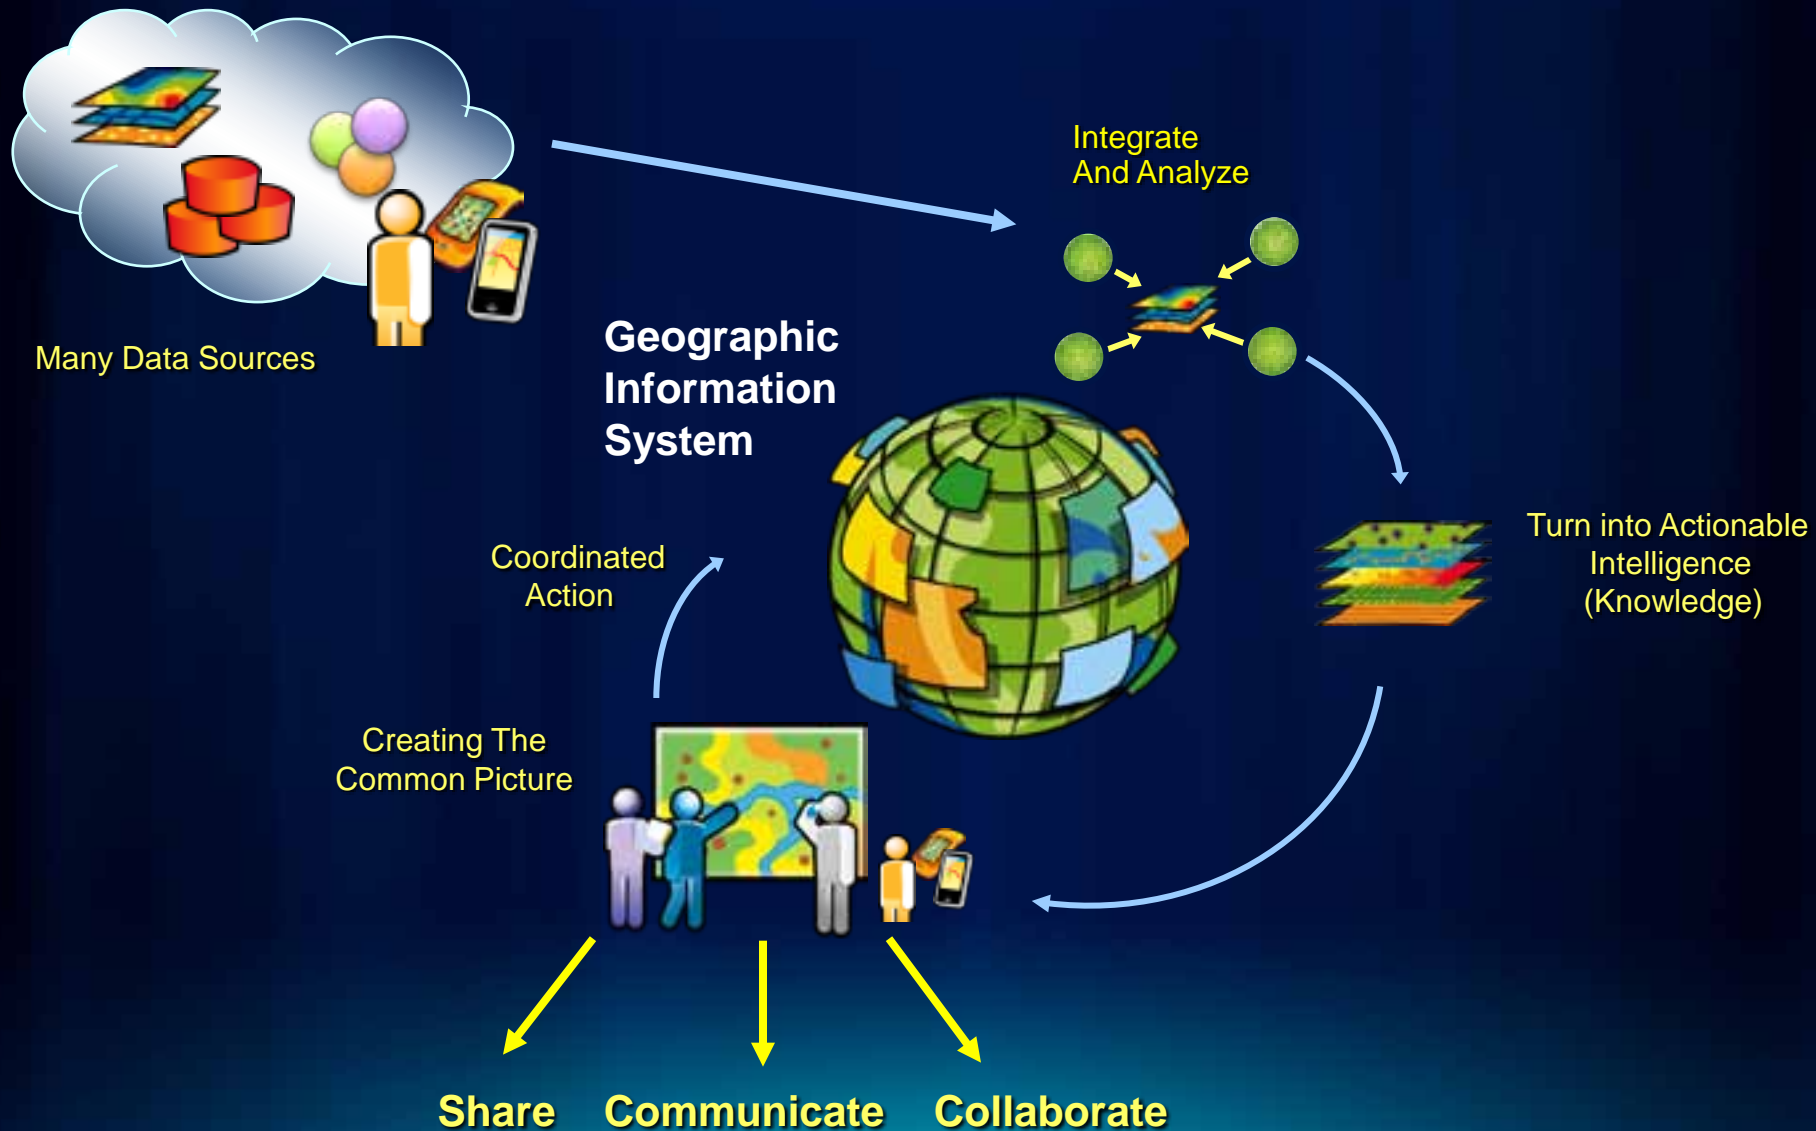 Many Data Sources
Integrate
And Analyze
Geographic
Information
System
Turn into Actionable
Intelligence
(Knowledge)
Coordinated
Action
Creating The
Common Picture
Share Communicate Collaborate